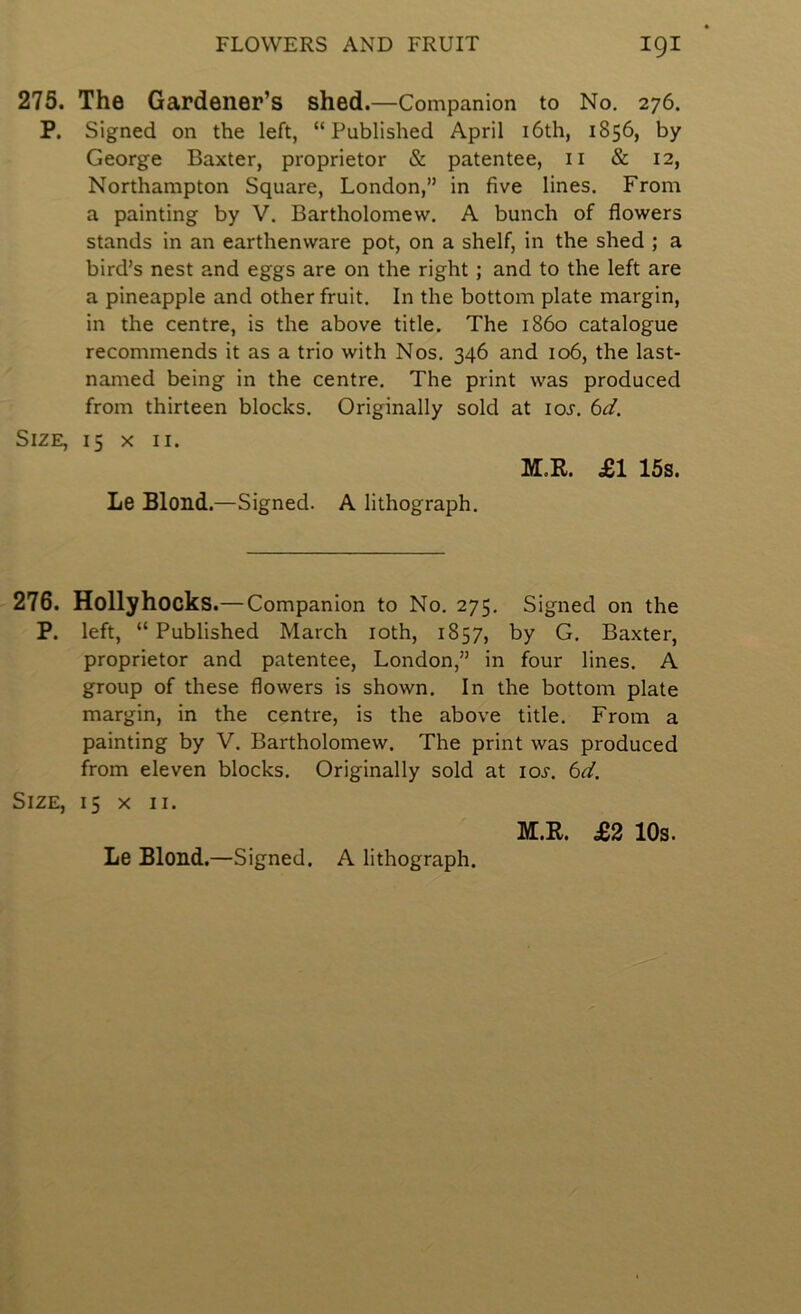 FLOWERS AND FRUIT 191
275. The Gardener's shed.—Companion to No. 276.
P. Signed on the left, “Published April 16th, 1856, by
George Baxter, proprietor & patentee, 11 & 12,
Northampton Square, London,” in five lines. From
a painting by V. Bartholomew. A bunch of flowers
stands in an earthenware pot, on a shelf, in the shed ; a
bird's nest and eggs are on the right ; and to the left are
a pineapple and other fruit. In the bottom plate margin,
in the centre, is the above title. The 1860 catalogue
recommends it as a trio with Nos. 346 and 106, the last-
named being in the centre. The print was produced
from thirteen blocks. Originally sold at 10s. 6d.
SIZE, 15 x 11.
M.R. £1 15s.
Le Blond.—Signed. A lithograph.
276. Hollyhocks.—Companion to No. 275. Signed on the
P. left, “Published March 10th, 1857, by G. Baxter,
proprietor and patentee, London,” in four lines. A
group of these flowers is shown. In the bottom plate
margin, in the centre, is the above title. From a
painting by V. Bartholomew. The print was produced
from eleven blocks. Originally sold at 10s. 6d.
SIZE, 15 x 11.
M.R. £2 10s.
Le Blond.—Signed. A lithograph.